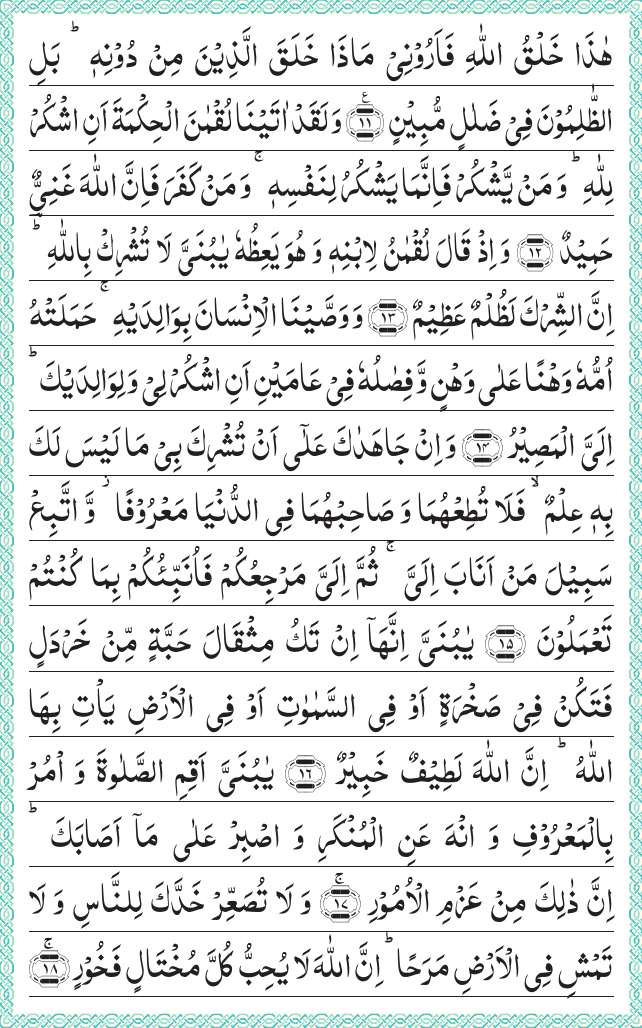 هٰذَا خَلْقُ اللّٰهِ فَاَرُوْنِیْ مَاذَا خَلَقَ الَّذِیْنَ مِنْ دُوْنِهٖ ؕ بَلِ
الظّٰلِمُوْنَ فِیْ ضَلٰلٍ مُّبِیْنٍ ﴿۱۱﴾ وَ لَقَدْ اٰتَیْنَا لُقْمٰنَ الْحِكْمَةَ اَنِ اشْكُرْ
لِلّٰهِ ؕ وَ مَنْ یَّشْكُرْ فَاِنَّمَا یَشْكُرُ لِنَفْسِهٖ ۚ وَ مَنْ كَفَرَ فَاِنَّ اللّٰهَ غَنِیٌّ
حَمِیْدٌ ﴿۱۲﴾ وَ اِذْ قَالَ لُقْمٰنُ لِابْنِهٖ وَ هُوَ یَعِظُهٗ یٰبُنَیَّ لَا تُشْرِكْ بِاللّٰهِ ؕ
اِنَّ الشِّرْكَ لَظُلْمٌ عَظِیْمٌ ﴿۱۳﴾ وَ وَصَّیْنَا الْاِنْسَانَ بِوَالِدَیْهِ ۚ حَمَلَتْهُ
اُمُّهٗ وَهْنًا عَلٰی وَهْنٍ وَّ فِصٰلُهٗ فِیْ عَامَیْنِ اَنِ اشْكُرْ لِیْ وَ لِوَالِدَیْكَ ؕ
اِلَیَّ الْمَصِیْرُ ﴿۱۴﴾ وَ اِنْ جَاهَدٰكَ عَلٰۤی اَنْ تُشْرِكَ بِیْ مَا لَیْسَ لَكَ
بِهٖ عِلْمٌ ۙ فَلَا تُطِعْهُمَا وَ صَاحِبْهُمَا فِی الدُّنْیَا مَعْرُوْفًا ۫ وَّ اتَّبِعْ
سَبِیْلَ مَنْ اَنَابَ اِلَیَّ ۚ ثُمَّ اِلَیَّ مَرْجِعُكُمْ فَاُنَبِّئُكُمْ بِمَا كُنْتُمْ
تَعْمَلُوْنَ ﴿۱۵﴾ یٰبُنَیَّ اِنَّهَاۤ اِنْ تَكُ مِثْقَالَ حَبَّةٍ مِّنْ خَرْدَلٍ
فَتَكُنْ فِیْ صَخْرَةٍ اَوْ فِی السَّمٰوٰتِ اَوْ فِی الْاَرْضِ یَاْتِ بِهَا
اللّٰهُ ؕ اِنَّ اللّٰهَ لَطِیْفٌ خَبِیْرٌ ﴿۱۶﴾ یٰبُنَیَّ اَقِمِ الصَّلٰوةَ وَ اْمُرْ
بِالْمَعْرُوْفِ وَ انْهَ عَنِ الْمُنْكَرِ وَ اصْبِرْ عَلٰی مَاۤ اَصَابَكَ ؕ
اِنَّ ذٰلِكَ مِنْ عَزْمِ الْاُمُوْرِ ﴿ۚ۱۷﴾ وَ لَا تُصَعِّرْ خَدَّكَ لِلنَّاسِ وَ لَا
تَمْشِ فِی الْاَرْضِ مَرَحًا ؕ اِنَّ اللّٰهَ لَا یُحِبُّ كُلَّ مُخْتَالٍ فَخُوْرٍ ﴿ۚ۱۸﴾